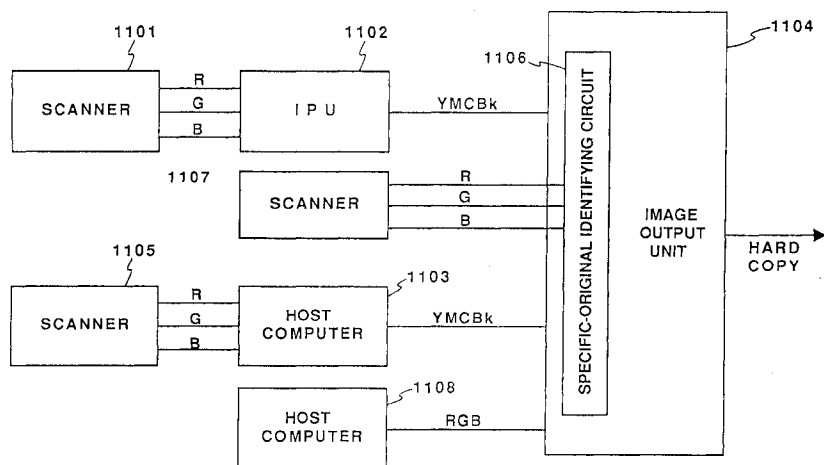 1101
1102
1104
1106
SCANNER
R
G
B
I P U
YMCBk
1107
SCANNER
R
G
B
SPECIFIC-ORIGINAL IDENTIFYING CIRCUIT
IMAGE
OUTPUT
UNIT
HARD
COPY
1105
1103
SCANNER
R
G
B
HOST
COMPUTER
YMCBk
1108
HOST
COMPUTER
RGB